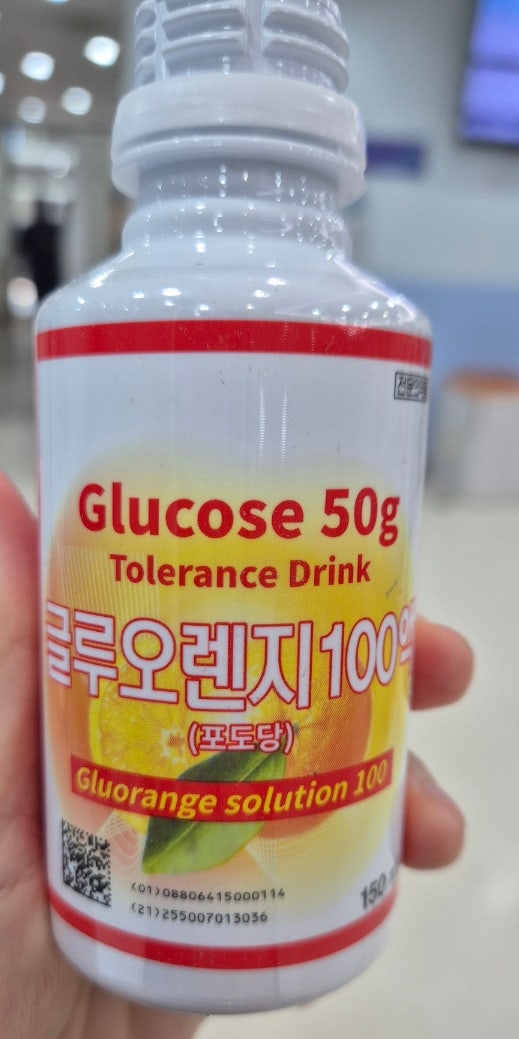 Glucose 50g
Tolerance Drink
글루오렌지100
(포도당)
Gluorange solution 100
(01)08806415000114
(21)255007013036
150